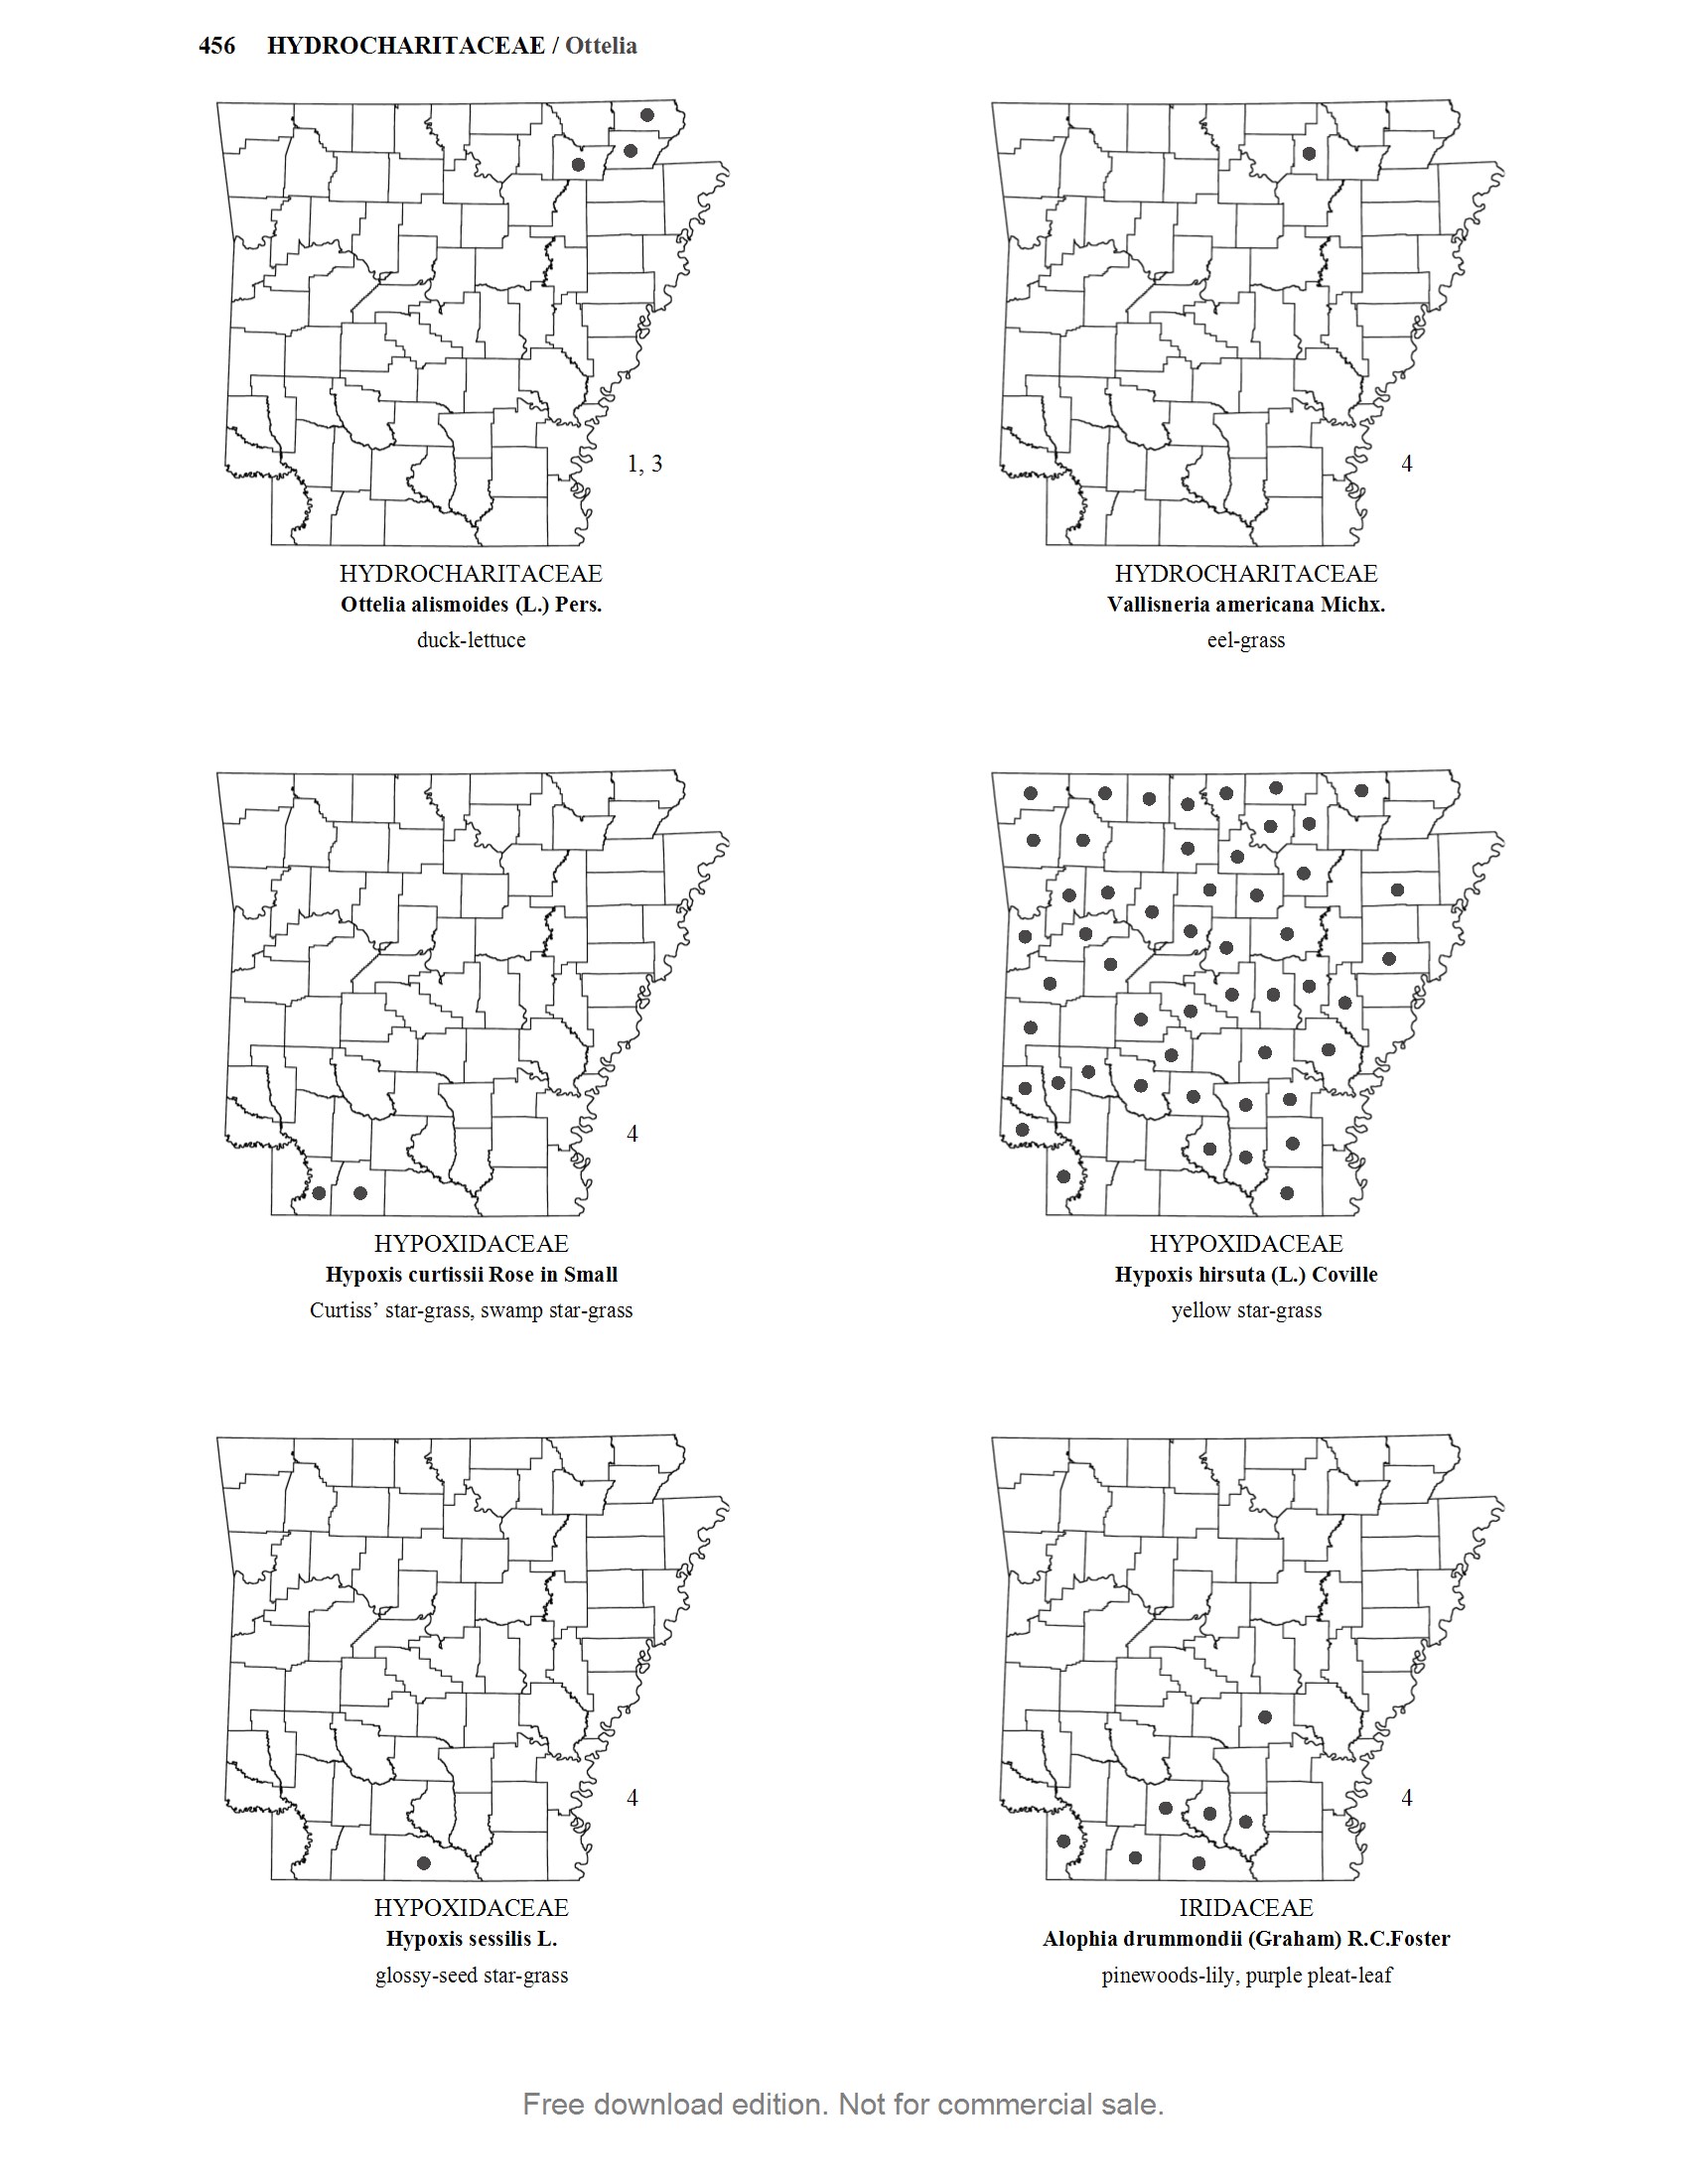 456 HYDROCHARITACEAE / Ottelia
1, 3
HYDROCHARITACEAE
Ottelia alismoides (L.) Pers.
duck-lettuce
4
HYDROCHARITACEAE
Vallisneria americana Michx.
eel-grass
4
HYPOXIDACEAE
Hypoxis curtissii Rose in Small
Curtiss’ star-grass, swamp star-grass
HYPOXIDACEAE
Hypoxis hirsuta (L.) Coville
yellow star-grass
4
HYPOXIDACEAE
Hypoxis sessilis L.
glossy-seed star-grass
4
IRIDACEAE
Alophia drummondii (Graham) R.C.Foster
pinewoods-lily, purple pleat-leaf
Free download edition. Not for commercial sale.